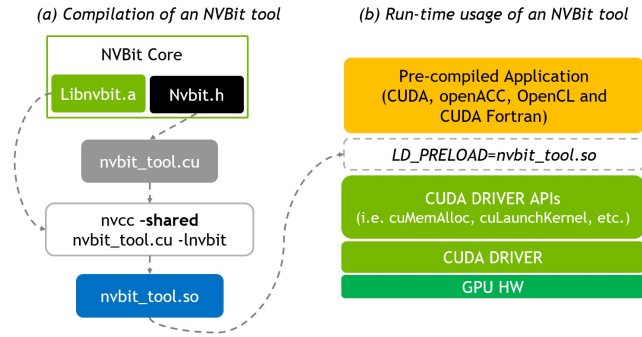 (a) Compilation of an NVBit tool
NVBit Core
Libnvbit.a
Nvbit.h
nvbit_tool.cu
nvcc –shared
nvbit_tool.cu -lnvbit
nvbit_tool.so
(b) Run-time usage of an NVBit tool
Pre-compiled Application
(CUDA, openACC, OpenCL and
CUDA Fortran)
LD_PRELOAD=nvbit_tool.so
CUDA DRIVER APIs
(i.e. cuMemAlloc, cuLaunchKernel, etc.)
CUDA DRIVER
GPU HW